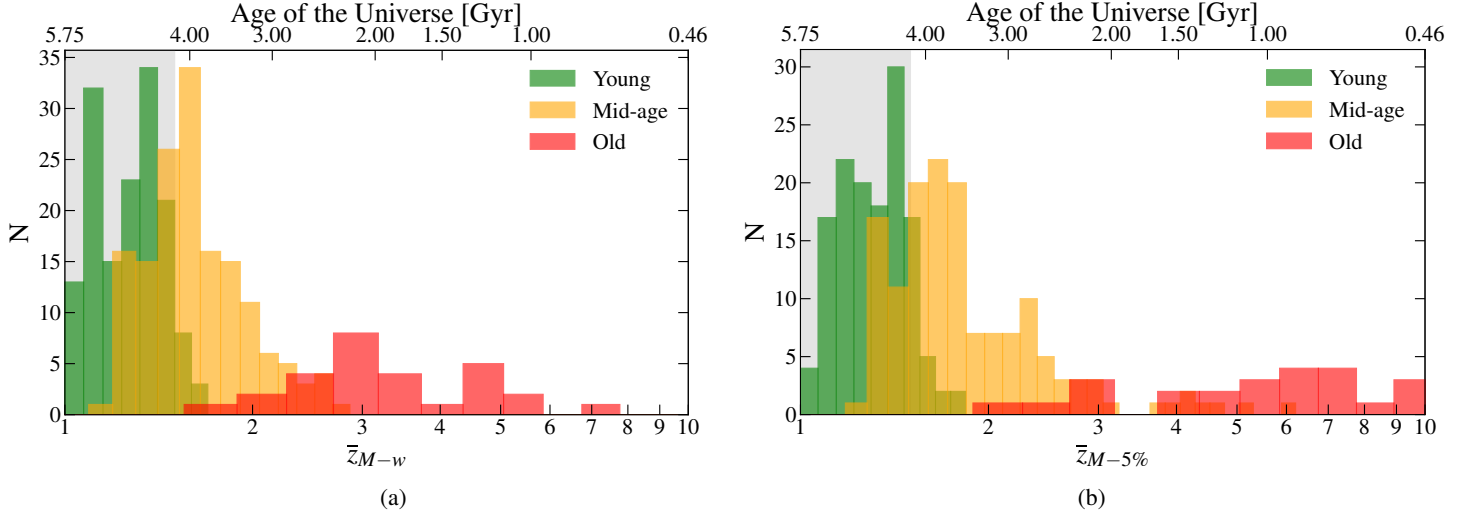 Age of the Universe [Gyr]
5.75 4.00 3.00 2.00 1.50 1.00 0.46
35
30
25
20
15
10
5
0
N
Young
Mid-age
Old
1 2 3 4 5 6 7 8 9 10
z̅M−w
(a)
Age of the Universe [Gyr]
5.75 4.00 3.00 2.00 1.50 1.00 0.46
30
25
20
15
10
5
0
N
Young
Mid-age
Old
1 2 3 4 5 6 7 8 9 10
z̅M−5%
(b)